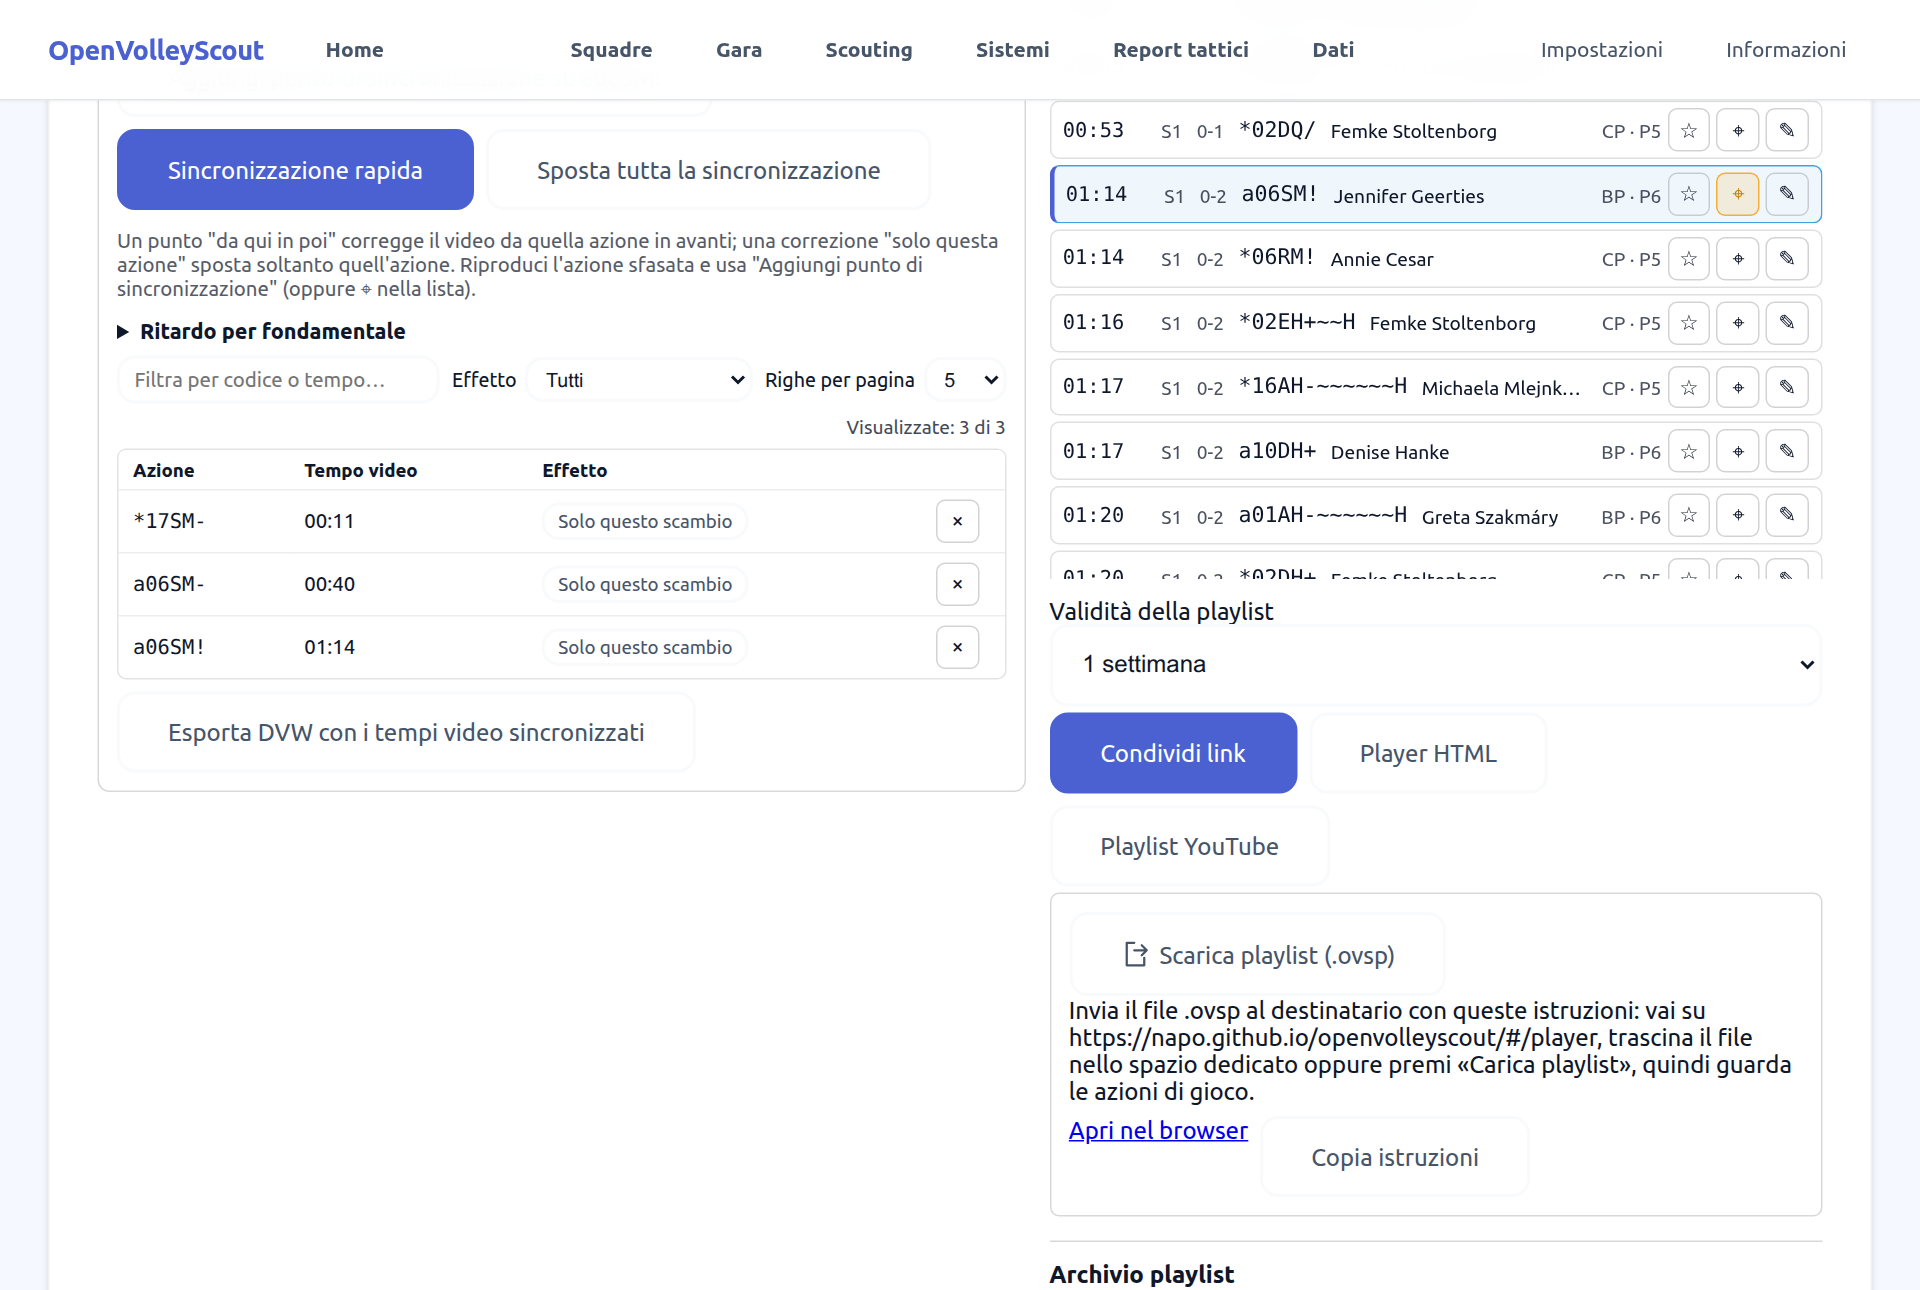 OpenVolleyScout Home Squadre Gara Scouting Sistemi Report tattici Dati Impostazioni Informazioni
Sincronizzazione rapida Sposta tutta la sincronizzazione
Un punto "da qui in poi" corregge il video da quella azione in avanti; una correzione "solo questa
azione" sposta soltanto quell'azione. Riproduci l'azione sfasata e usa "Aggiungi punto di
sincronizzazione" (oppure ⌖ nella lista).
▶ Ritardo per fondamentale
Filtra per codice o tempo... Effetto Tutti Righe per pagina 5
Visualizzate: 3 di 3
Azione Tempo video Effetto
*17SM- 00:11 Solo questo scambio ×
a06SM- 00:40 Solo questo scambio ×
a06SM! 01:14 Solo questo scambio ×
Esporta DVW con i tempi video sincronizzati
00:53 S1 0-1 *02DQ/ Femke Stoltenborg CP · P5 ☆ ⌖ ✎
01:14 S1 0-2 a06SM! Jennifer Geerties BP · P6 ☆ ⌖ ✎
01:14 S1 0-2 *06RM! Annie Cesar CP · P5 ☆ ⌖ ✎
01:16 S1 0-2 *02EH+~~H Femke Stoltenborg CP · P5 ☆ ⌖ ✎
01:17 S1 0-2 *16AH-~~~~~~H Michaela Mlejnk... CP · P5 ☆ ⌖ ✎
01:17 S1 0-2 a10DH+ Denise Hanke BP · P6 ☆ ⌖ ✎
01:20 S1 0-2 a01AH-~~~~~~H Greta Szakmáry BP · P6 ☆ ⌖ ✎
01:20 S1 0-2 *02DH+ Femke Stoltenborg CP · P5 ☆ ⌖ ✎
Validità della playlist
1 settimana
Condividi link Player HTML
Playlist YouTube
Scarica playlist (.ovsp)
Invia il file .ovsp al destinatario con queste istruzioni: vai su
https://napo.github.io/openvolleyscout/#/player, trascina il file
nello spazio dedicato oppure premi «Carica playlist», quindi guarda
le azioni di gioco.
Apri nel browser Copia istruzioni
Archivio playlist